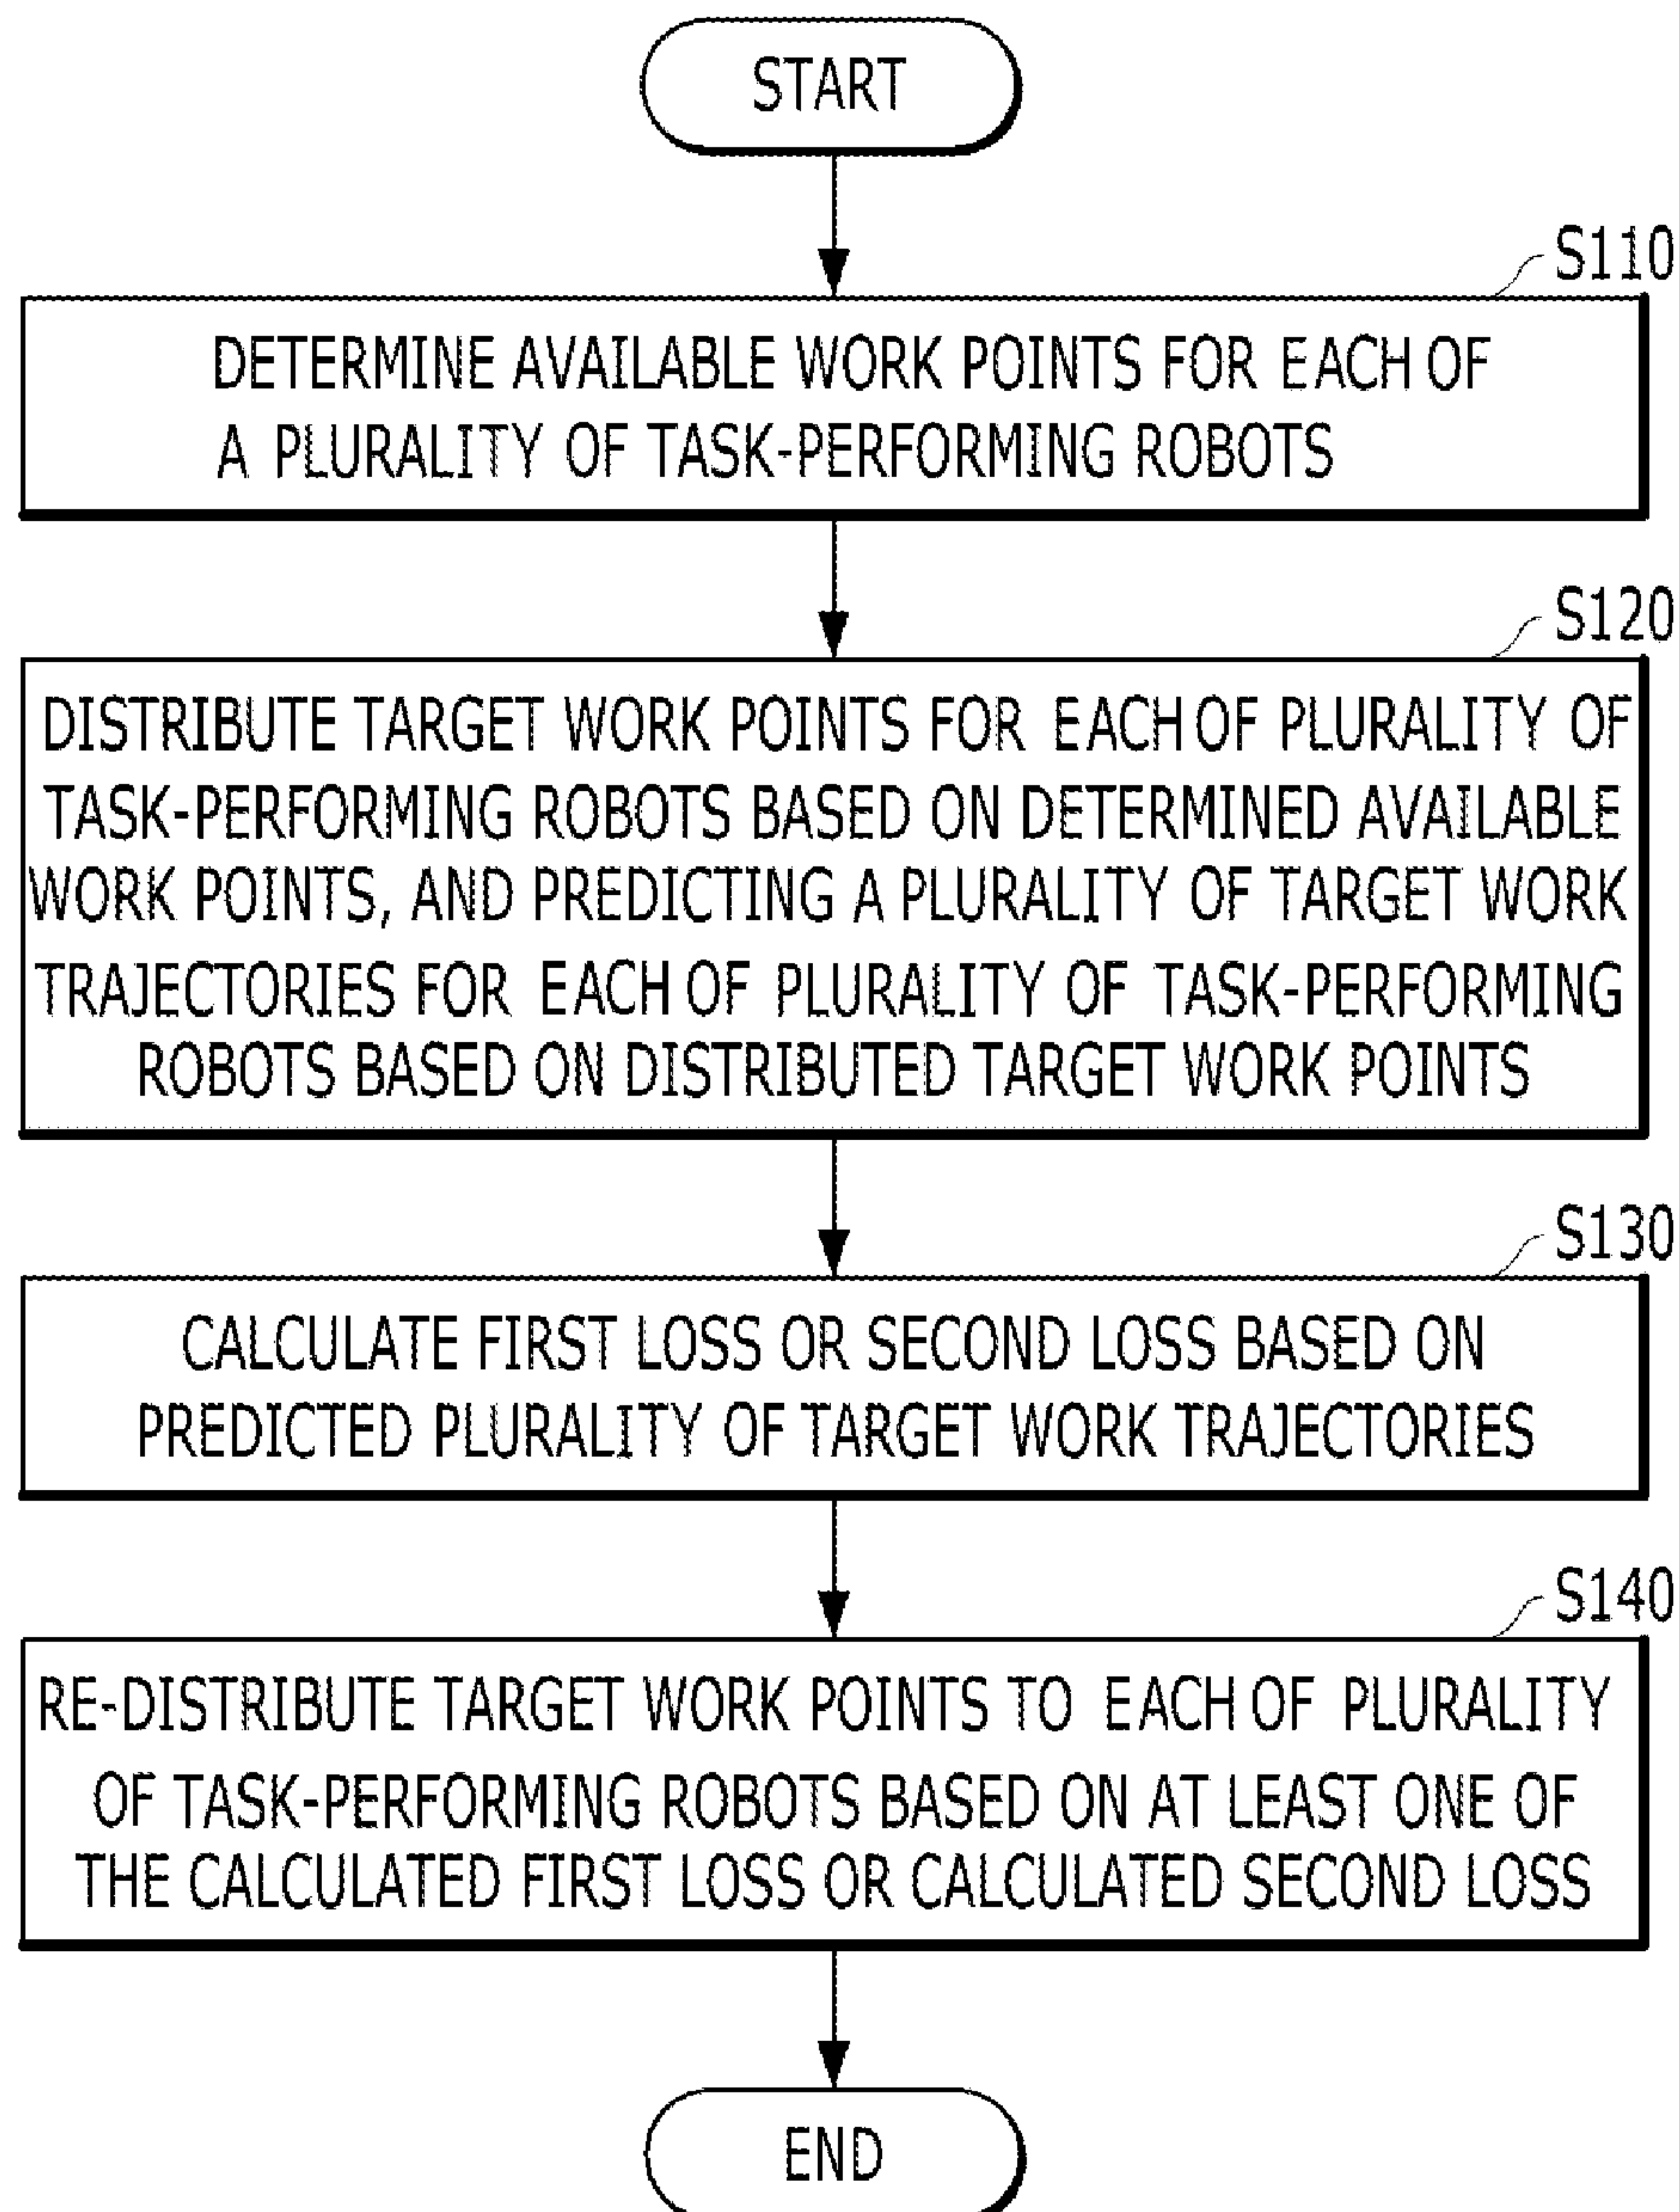 START
S110
DETERMINE AVAILABLE WORK POINTS FOR EACH OF
A PLURALITY OF TASK-PERFORMING ROBOTS
S120
DISTRIBUTE TARGET WORK POINTS FOR EACH OF PLURALITY OF
TASK-PERFORMING ROBOTS BASED ON DETERMINED AVAILABLE
WORK POINTS, AND PREDICTING A PLURALITY OF TARGET WORK
TRAJECTORIES FOR EACH OF PLURALITY OF TASK-PERFORMING
ROBOTS BASED ON DISTRIBUTED TARGET WORK POINTS
S130
CALCULATE FIRST LOSS OR SECOND LOSS BASED ON
PREDICTED PLURALITY OF TARGET WORK TRAJECTORIES
S140
RE-DISTRIBUTE TARGET WORK POINTS TO EACH OF PLURALITY
OF TASK-PERFORMING ROBOTS BASED ON AT LEAST ONE OF
THE CALCULATED FIRST LOSS OR CALCULATED SECOND LOSS
END